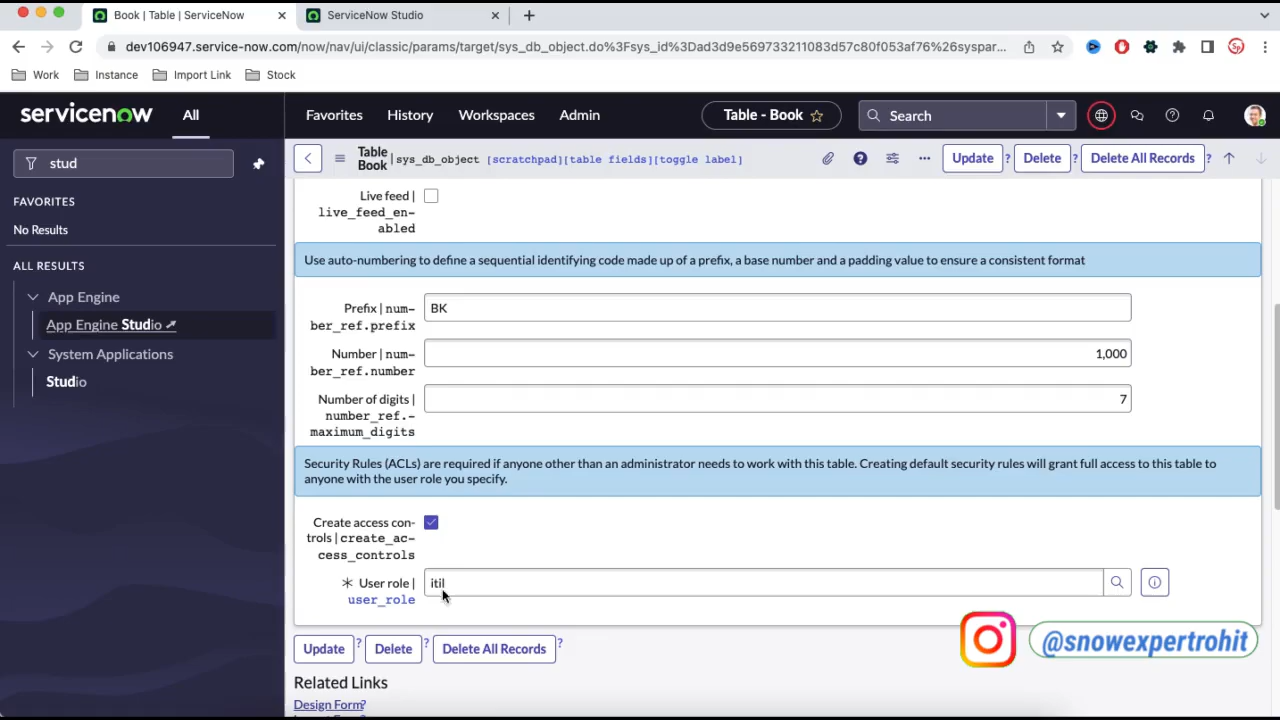 Book | Table | ServiceNow
ServiceNow Studio
dev106947.service-now.com/now/nav/ui/classic/params/target/sys_db_object.do%3Fsys_id%3Dad3d9e569733211083d57c80f053af76%26syspar...
Work
Instance
Import Link
Stock
servicenow
All
Favorites
History
Workspaces
Admin
Table - Book
Search
stud
FAVORITES
No Results
ALL RESULTS
App Engine
App Engine Studio
System Applications
Studio
Table
Book
sys_db_object [scratchpad][table fields][toggle label]
Update
?
Delete
?
Delete All Records
?
Live feed |
live_feed_en-
abled
Use auto-numbering to define a sequential identifying code made up of a prefix, a base number and a padding value to ensure a consistent format
Prefix | num-
ber_ref.prefix
BK
Number | num-
ber_ref.number
1,000
Number of digits |
number_ref.-
maximum_digits
7
Security Rules (ACLs) are required if anyone other than an administrator needs to work with this table. Creating default security rules will grant full access to this table to
anyone with the user role you specify.
Create access con-
trols | create_ac-
cess_controls
User role |
user_role
itil
@snowexpertrohit
Update
?
Delete
?
Delete All Records
?
Related Links
Design Form
?